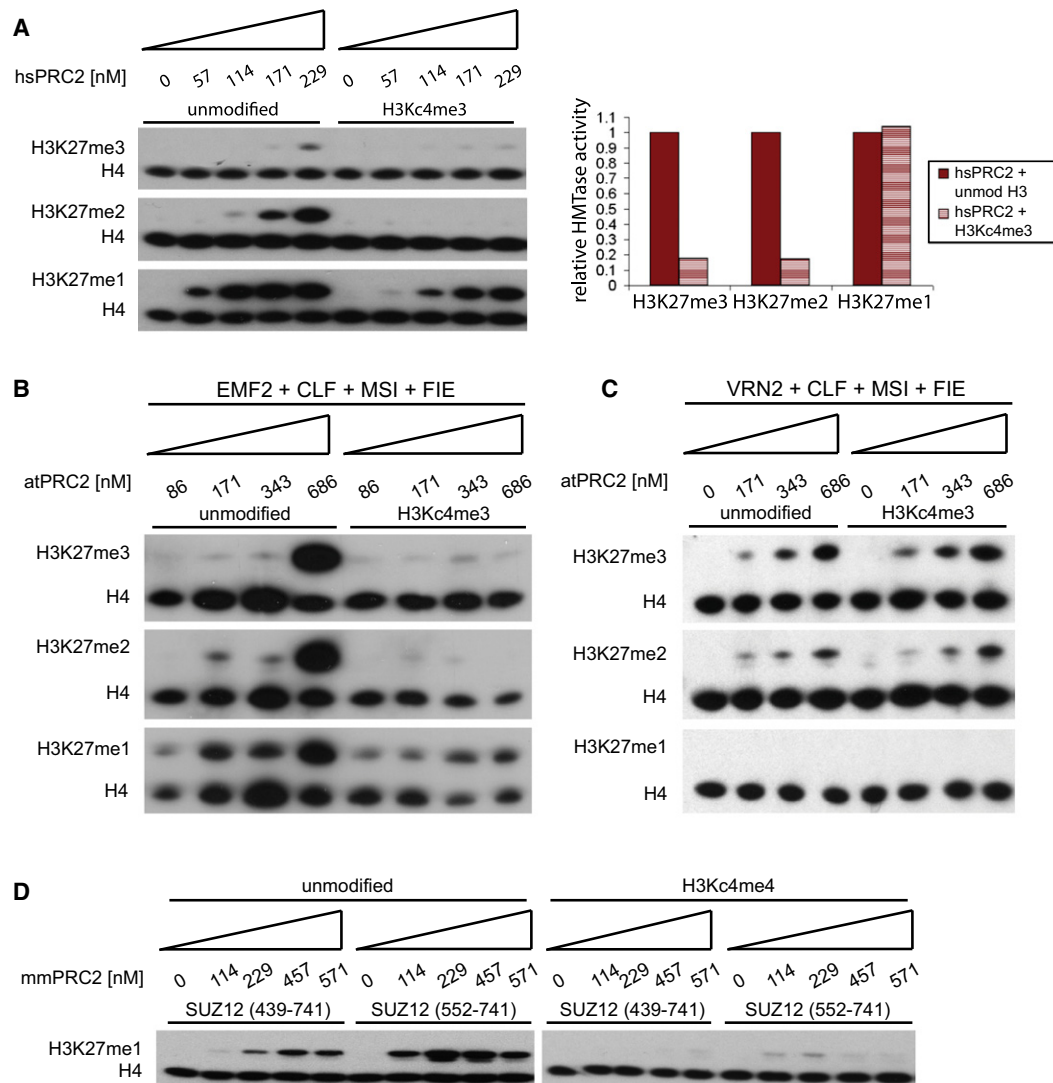 A
hsPRC2 [nM]
0 57 114 171 229 0 57 114 171 229
unmodified H3Kc4me3
H3K27me3
H4
H3K27me2
H4
H3K27me1
H4
relative HMTase activity
1.1
1
0.9
0.8
0.7
0.6
0.5
0.4
0.3
0.2
0.1
0
H3K27me3 H3K27me2 H3K27me1
hsPRC2 +
unmod H3
hsPRC2 +
H3Kc4me3
B
EMF2 + CLF + MSI + FIE
atPRC2 [nM]
86 171 343 686 86 171 343 686
unmodified H3Kc4me3
H3K27me3
H4
H3K27me2
H4
H3K27me1
H4
C
VRN2 + CLF + MSI + FIE
atPRC2 [nM]
0 171 343 686 0 171 343 686
unmodified H3Kc4me3
H3K27me3
H4
H3K27me2
H4
H3K27me1
H4
D
unmodified H3Kc4me4
mmPRC2 [nM]
0 114 229 457 571 0 114 229 457 571 0 114 229 457 571 0 114 229 457 571
SUZ12 (439-741) SUZ12 (552-741) SUZ12 (439-741) SUZ12 (552-741)
H3K27me1
H4